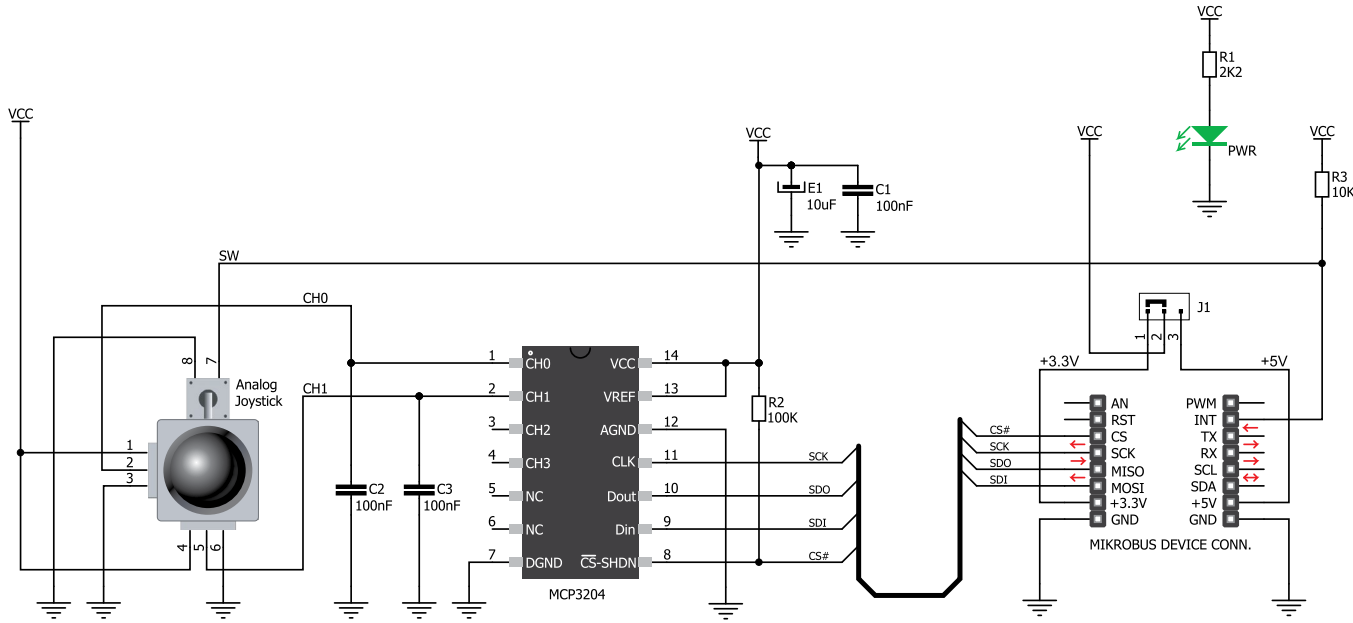 VCC
R1
2K2
PWR
VCC
VCC
VCC
VCC
R3
10K
E1
10uF
C1
100nF
SW
CH0
8
7
Analog
Joystick
CH1
1
2
3
4
5
6
C2
100nF
C3
100nF
1 CH0 VCC 14
2 CH1 VREF 13
3 CH2 AGND 12
4 CH3 CLK 11
5 NC Dout 10
6 NC Din 9
7 DGND CS-SHDN 8
MCP3204
R2
100K
SCK
SDO
SDI
CS#
CS#
SCK
SDO
SDI
J1
1
2
3
+3.3V
+5V
AN PWM
RST INT
CS TX
SCK RX
MISO SCL
MOSI SDA
+3.3V +5V
GND GND
MIKROBUS DEVICE CONN.